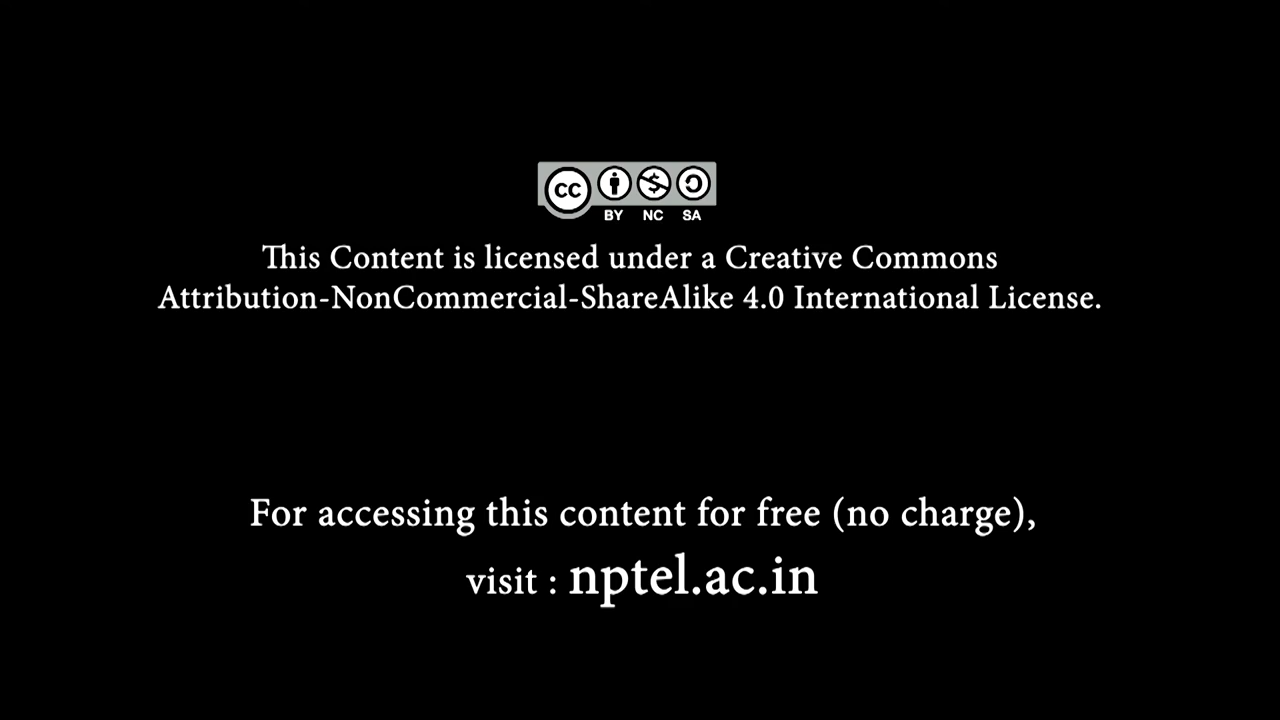 cc
BY NC SA
This Content is licensed under a Creative Commons
Attribution-NonCommercial-ShareAlike 4.0 International License.
For accessing this content for free (no charge),
visit : nptel.ac.in